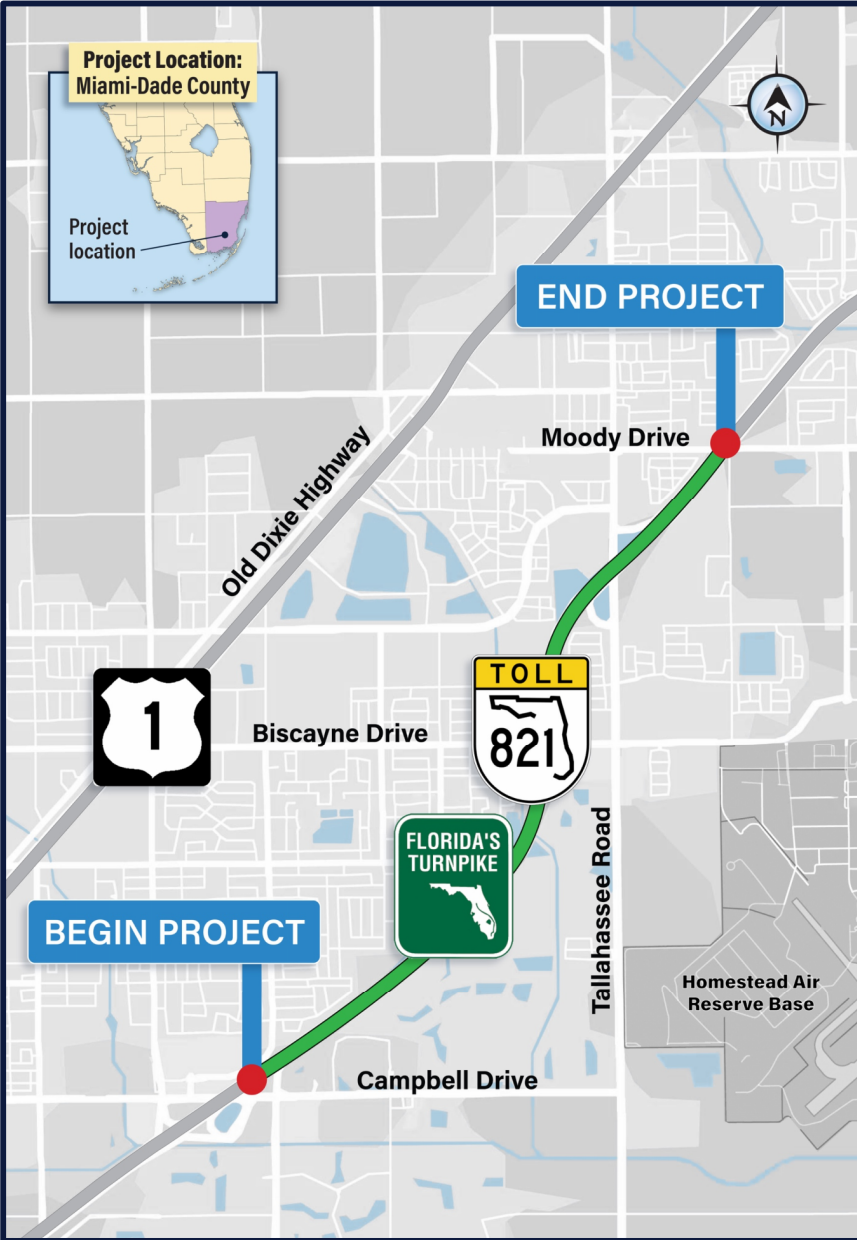 Project Location:
Miami-Dade County
Project
location
N
END PROJECT
Moody Drive
Old Dixie Highway
TOLL
821
1
Biscayne Drive
FLORIDA'S
TURNPIKE
Tallahassee Road
BEGIN PROJECT
Homestead Air
Reserve Base
Campbell Drive